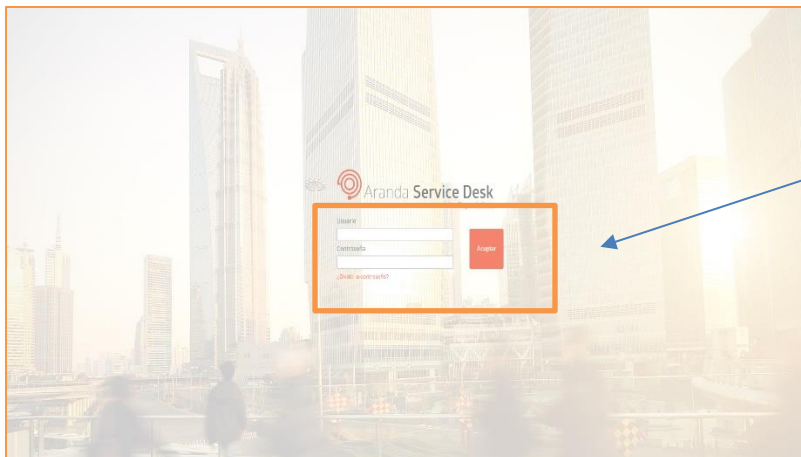 Aranda Service Desk
Usuario
Contraseña
Aceptar
¿Olvidó su contraseña?